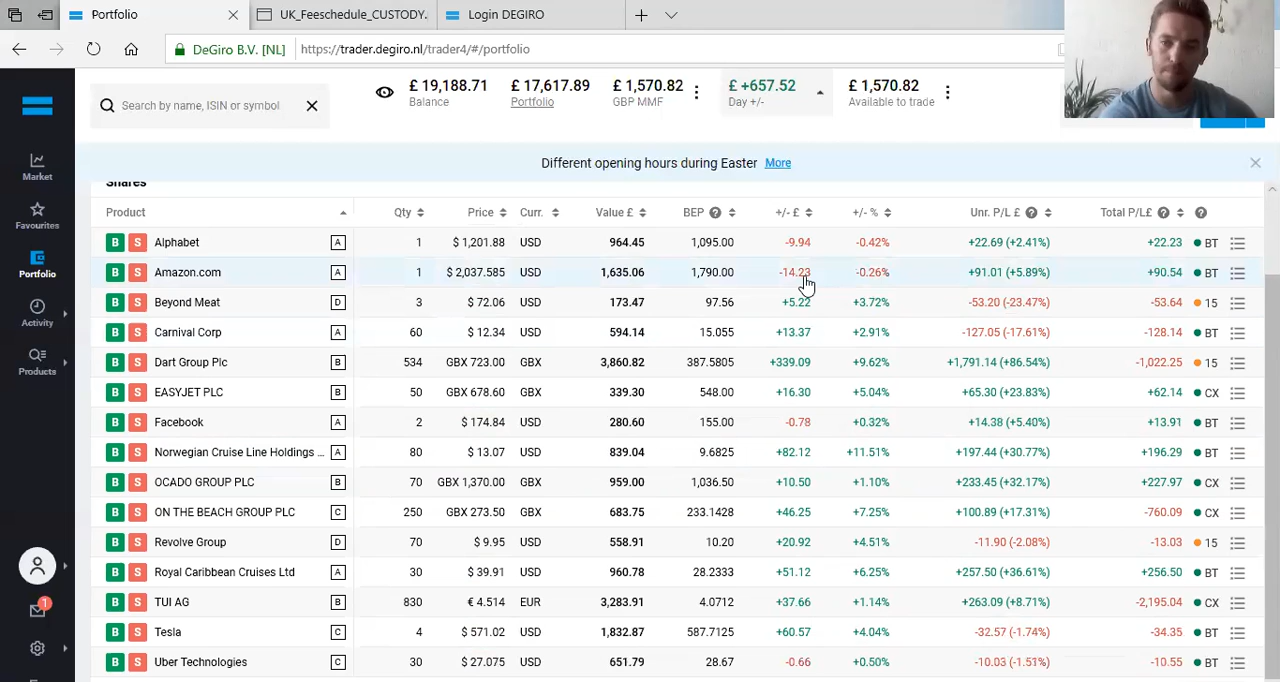 Portfolio
UK_Feeschedule_CUSTODY.
Login DeGIRO
DeGiro B.V. [NL]
https://trader.degiro.nl/trader4/#/portfolio
Search by name, ISIN or symbol
£ 19,188.71 £ 17,617.89 £ 1,570.82 £ +657.52 £ 1,570.82
Balance Portfolio GBP MMF Day +/- Available to trade
Different opening hours during Easter More
Market
Favourites
Portfolio
Activity
Products
1
Shares
Product Qty Price Curr. Value £ BEP +/- £ +/- % Unr. P/L £ Total P/L£
B S Alphabet A 1 $ 1,201.88 USD 964.45 1,095.00 -9.94 -0.42% +22.69 (+2.41%) +22.23 BT
B S Amazon.com A 1 USD 1,635.06 1,790.00 -14.23 -0.26% +91.01 (+5.89%) +90.54 BT
B S Beyond Meat D 3 $ 72.06 USD 173.47 97.56 +5.22 +3.72% -53.20 (-23.47%) -53.64 15
B S Carnival Corp A 60 $ 12.34 USD 594.14 15.055 +13.37 +2.91% -127.05 (-17.61%) -128.14 BT
B S Dart Group Plc B 534 GBX 723.00 GBX 3,860.82 387.5805 +339.09 +9.62% +1,791.14 (+86.54%) -1,022.25 15
B S EASYJET PLC B 50 GBX 678.60 GBX 339.30 548.00 +16.30 +5.04% +65.30 (+23.83%) +62.14 CX
B S Facebook A 2 $ 174.84 USD 280.60 155.00 -0.78 +0.32% +14.38 (+5.40%) +13.91 BT
B S Norwegian Cruise Line Holdings ... A 80 $ 13.07 USD 839.04 9.6825 +82.12 +11.51% +197.44 (+30.77%) +196.29 BT
B S OCADO GROUP PLC B 70 GBX 1,370.00 GBX 959.00 1,036.50 +10.50 +1.10% +233.45 (+32.17%) +227.97 CX
B S ON THE BEACH GROUP PLC C 250 GBX 273.50 GBX 683.75 233.1428 +46.25 +7.25% +100.89 (+17.31%) -760.09 CX
B S Revolve Group D 70 $ 9.95 USD 558.91 10.20 +20.92 +4.51% -11.90 (-2.08%) -13.03 15
B S Royal Caribbean Cruises Ltd A 30 $ 39.91 USD 960.78 28.2333 +51.12 +6.25% +257.50 (+36.61%) +256.50 BT
B S TUI AG B 830 € 4.514 EUR 3,283.91 4.0712 +37.66 +1.14% +263.09 (+8.71%) -2,195.04 CX
B S Tesla C 4 $ 571.02 USD 1,832.87 587.7125 +60.57 +4.04% -32.57 (-1.74%) -34.35 BT
B S Uber Technologies C 30 $ 27.075 USD 651.79 28.67 -0.66 +0.50% -10.03 (-1.51%) -10.55 BT